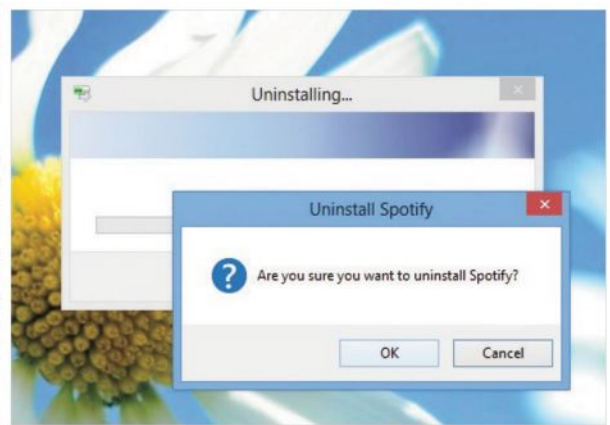 Uninstalling...
Uninstall Spotify
Are you sure you want to uninstall Spotify?
OK
Cancel